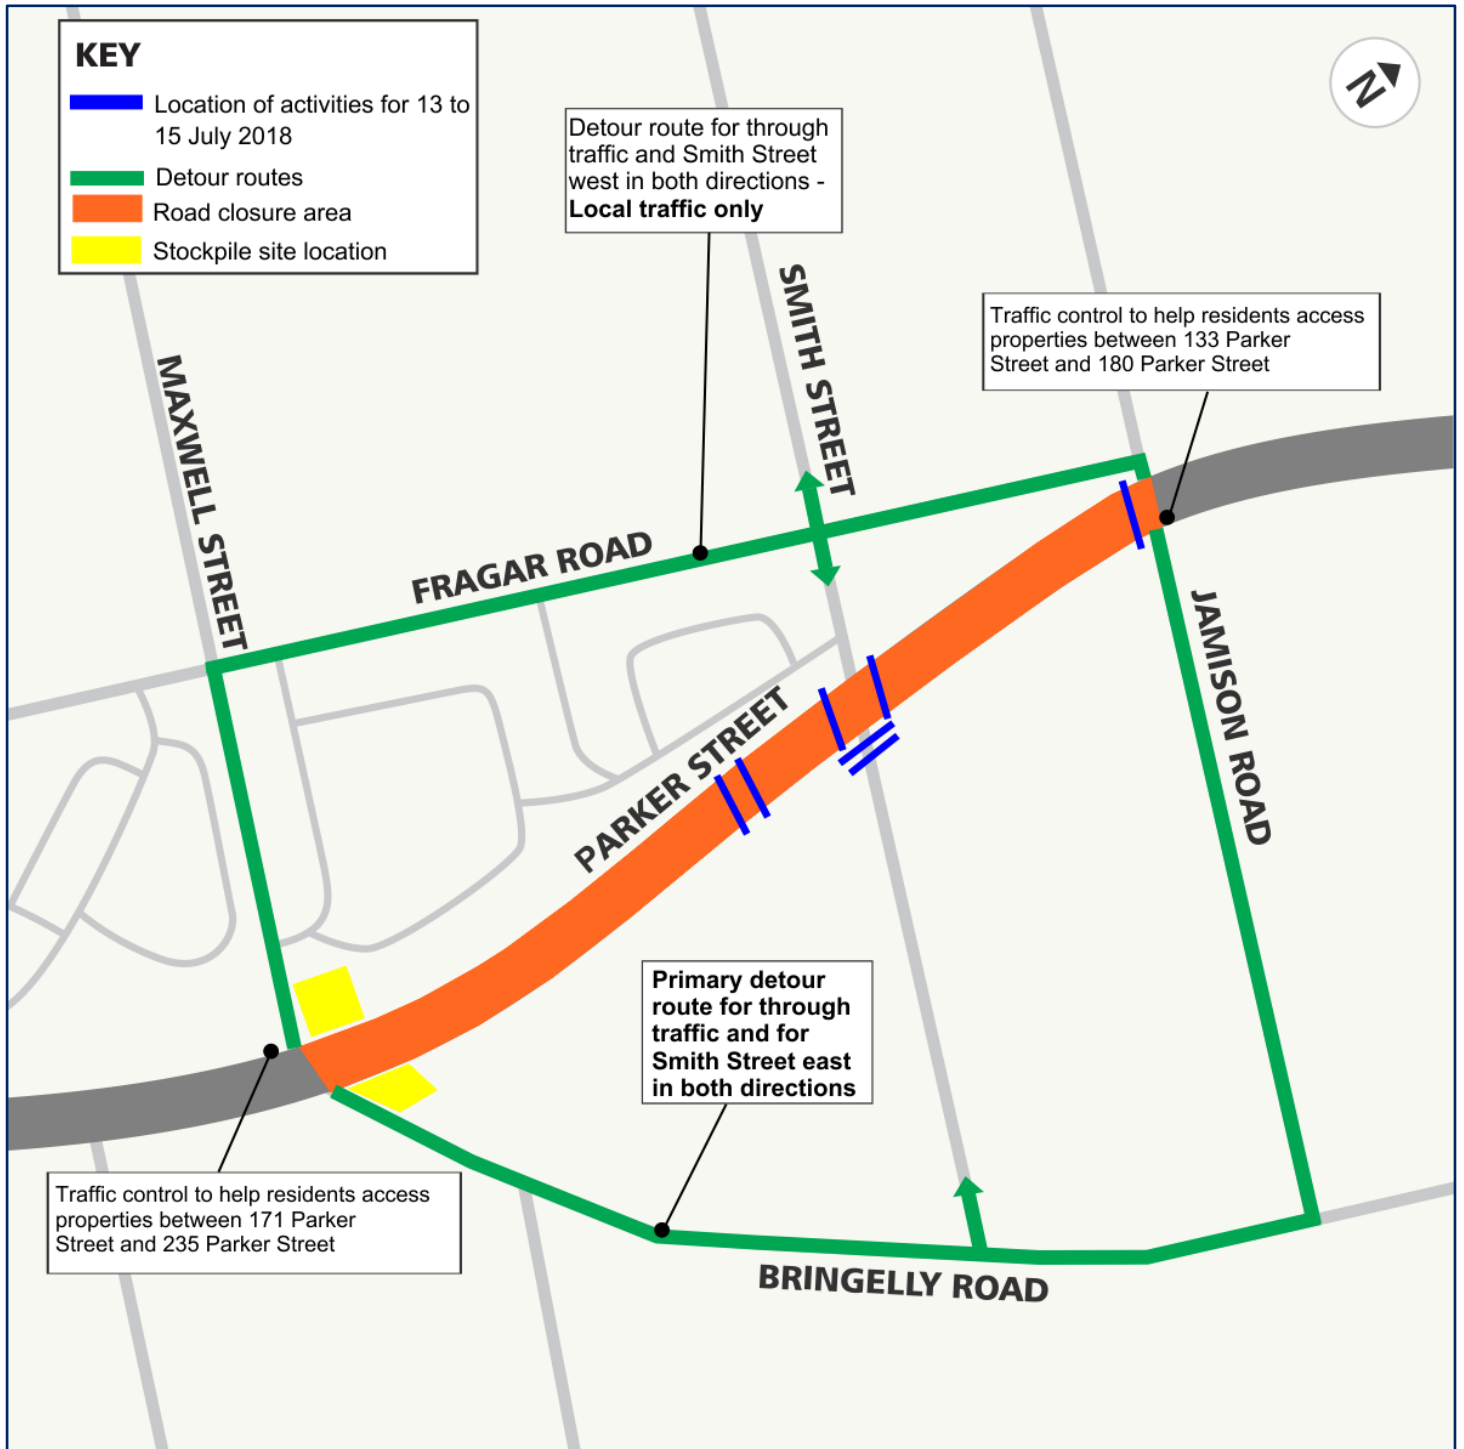 KEY
Location of activities for 13 to
15 July 2018
Detour routes
Road closure area
Stockpile site location
N
Detour route for through
traffic and Smith Street
west in both directions -
Local traffic only
SMITH STREET
Traffic control to help residents access
properties between 133 Parker
Street and 180 Parker Street
MAXWELL STREET
FRAGAR ROAD
JAMISON ROAD
PARKER STREET
Primary detour
route for through
traffic and for
Smith Street east
in both directions
Traffic control to help residents access
properties between 171 Parker
Street and 235 Parker Street
BRINGELLY ROAD